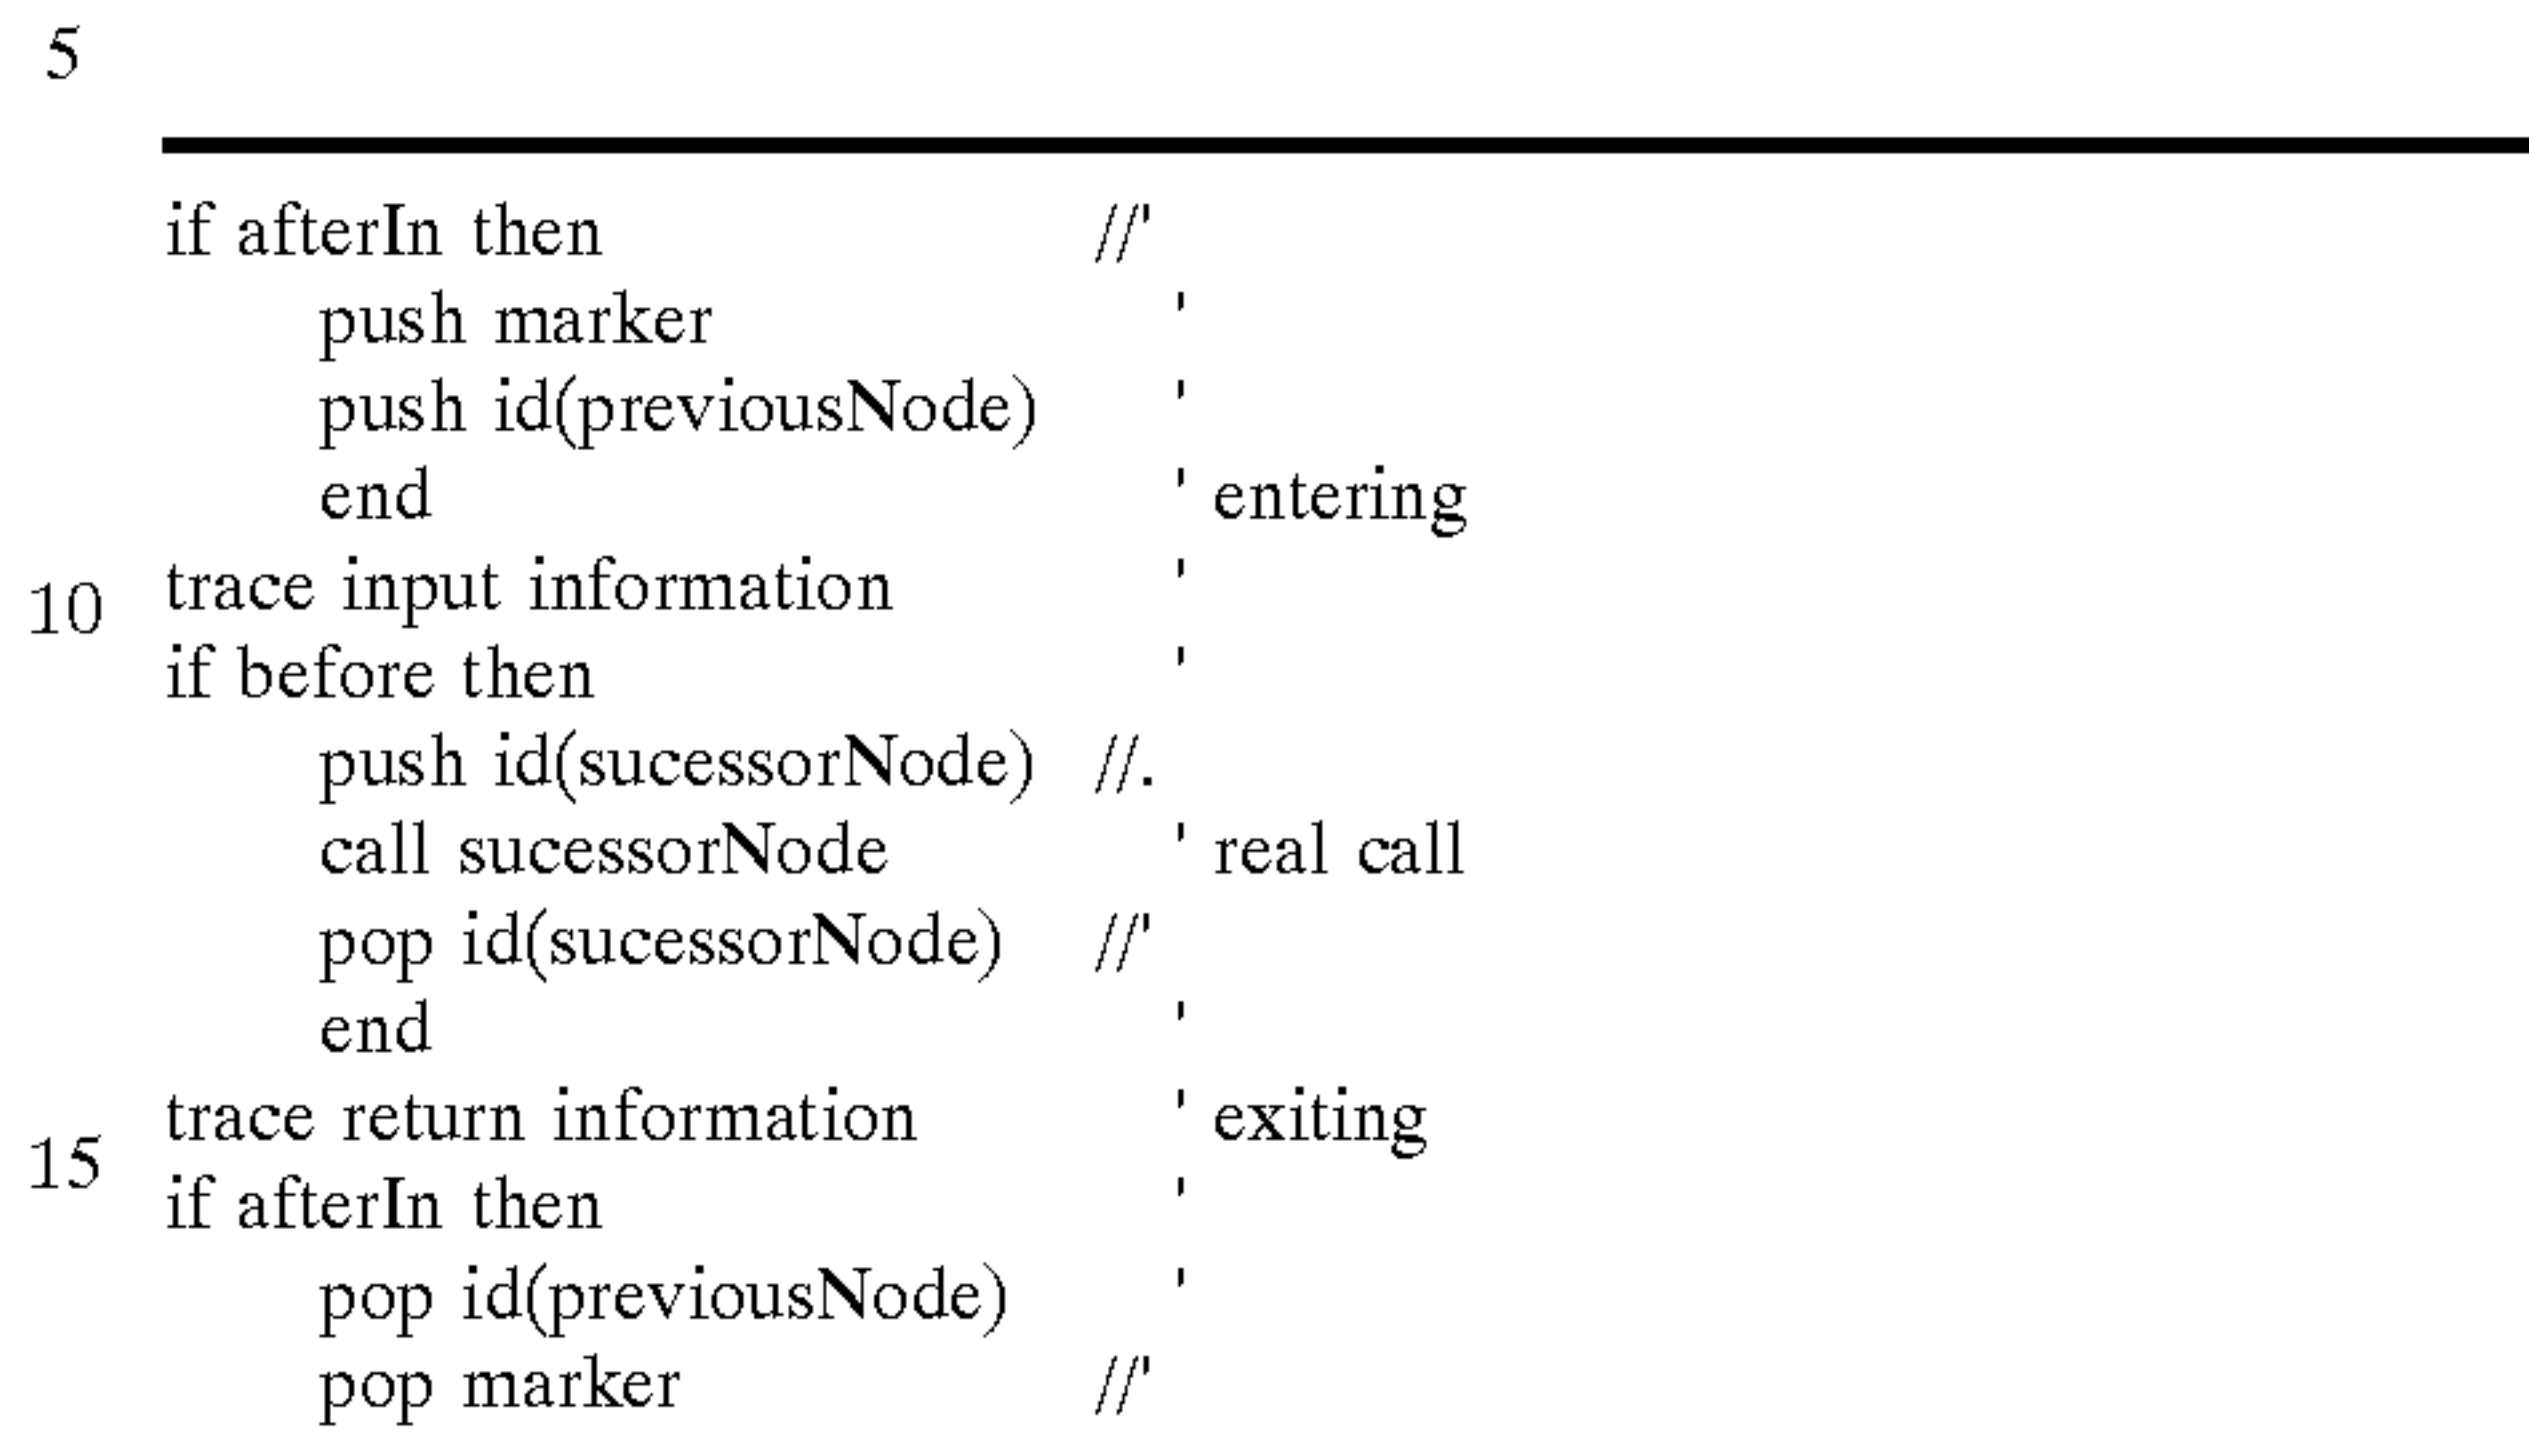 5
if afterIn then //'
push marker '
push id(previousNode) '
end ' entering
10 trace input information '
if before then '
push id(sucessorNode) //.
call sucessorNode ' real call
pop id(sucessorNode) //'
end '
trace return information ' exiting
15
if afterIn then '
pop id(previousNode) '
pop marker //'